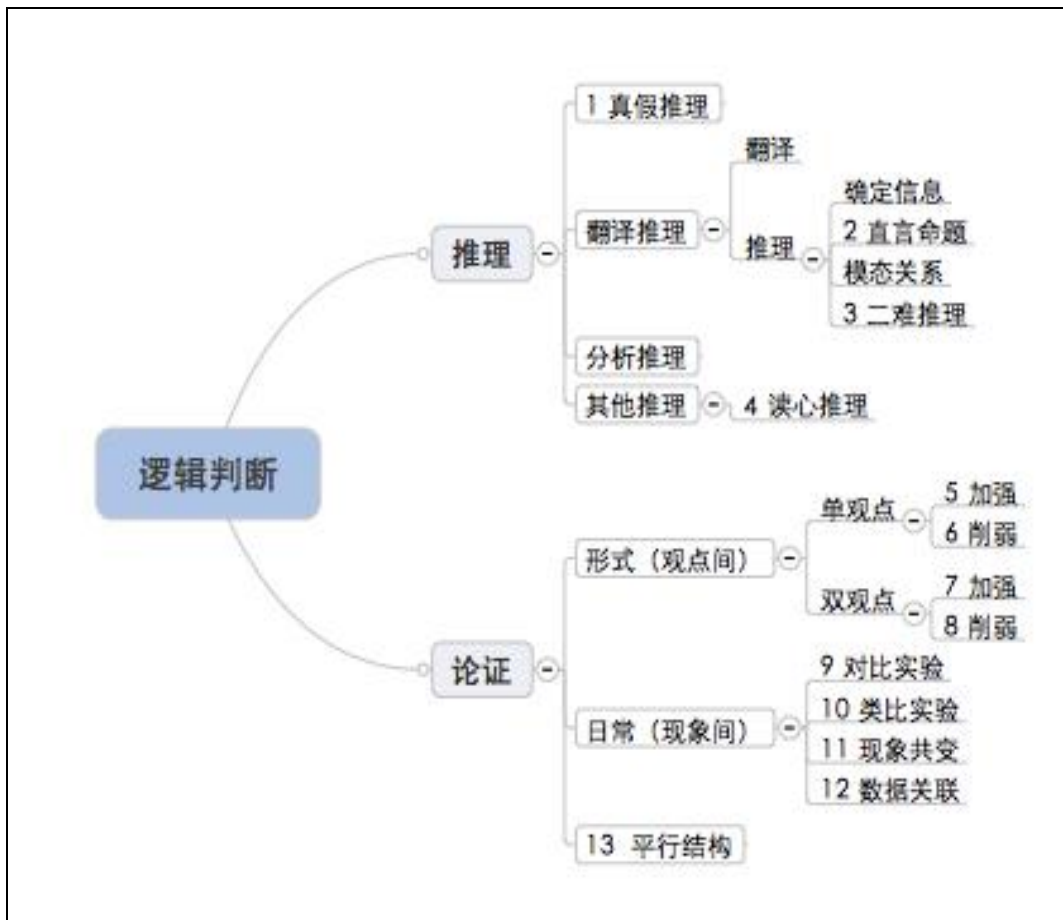 逻辑判断
推理
1 真假推理
翻译推理
翻译
推理
确定信息
2 直言命题
模态关系
3 二难推理
分析推理
其他推理
4 读心推理
论证
形式（观点间）
单观点
5 加强
6 削弱
双观点
7 加强
8 削弱
日常（现象间）
9 对比实验
10 类比实验
11 现象共变
12 数据关联
13 平行结构